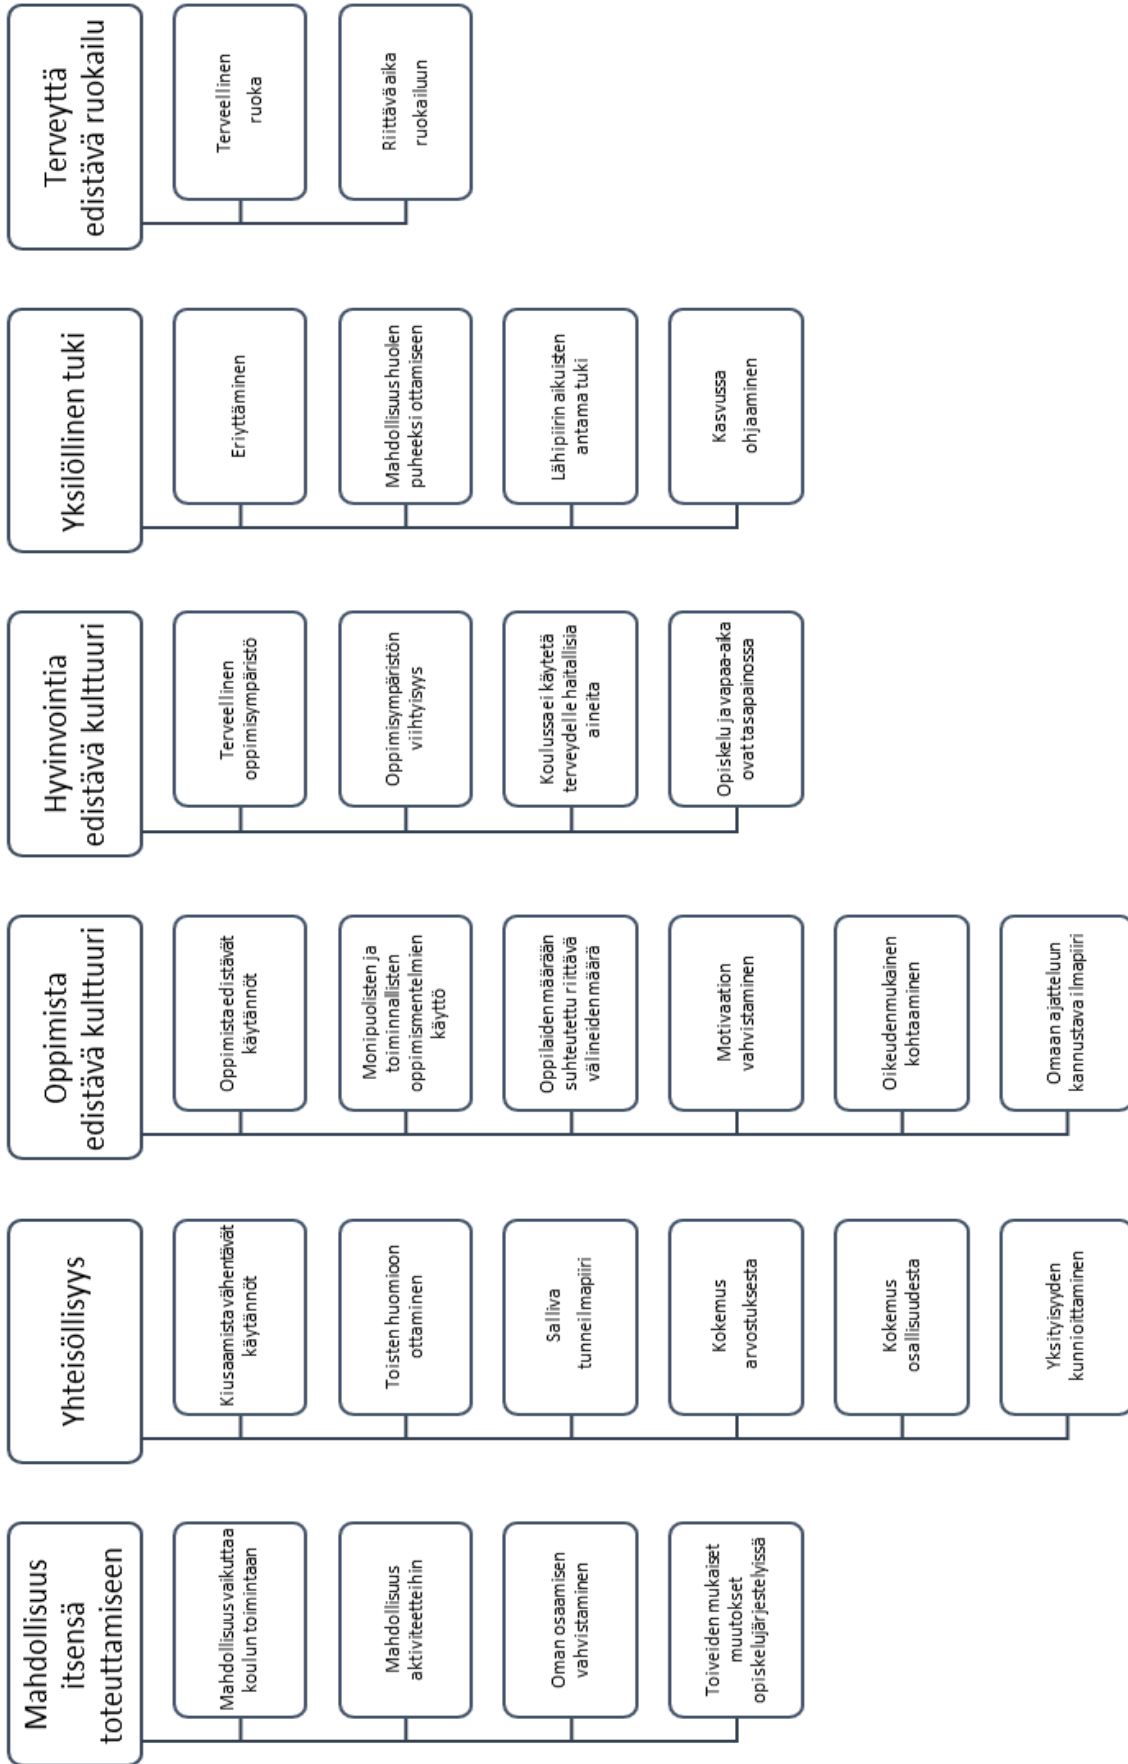 Mahdollisuus
itsensä
toteuttamiseen
Mahdollisuus vaikuttaa
koulun toimintaan
Mahdollisuus
aktiviteetteihin
Oman osaamisen
vahvistaminen
Toiveiden mukaiset
muutokset
opiskelujärjestelyissä
Yhteisöllisyys
Kiusaamista vähentävät
käytännöt
Toisten huomioon
ottaminen
Salliva
tunneilmapiiri
Kokemus
arvostuksesta
Kokemus
osallisuudesta
Yksityisyyden
kunnioittaminen
Oppimista
edistävä kulttuuri
Oppimista edistävät
käytännöt
Monipuolisten ja
toiminnallisten
oppimismentelmien
käyttö
Oppilaiden määrään
suhteutettu riittävä
välineiden määrä
Motivaation
vahvistaminen
Oikeudenmukainen
kohtaaminen
Omaan ajatteluun
kannustava ilmapiiri
Hyvinvointia
edistävä kulttuuri
Terveellinen
oppimisympäristö
Oppimisympäristön
viihtyisyys
Koulussa ei käytetä
terveydelle haitallisia
aineita
Opiskelu ja vapaa-aika
ovat tasapainossa
Yksilöllinen tuki
Eriyttäminen
Mahdollisuus huolen
puheeksi ottamiseen
Lähipiirin aikuisten
antama tuki
Kasvussa
ohjaaminen
Terveyttä
edistävä ruokailu
Terveellinen
ruoka
Riittävä aika
ruokailuun